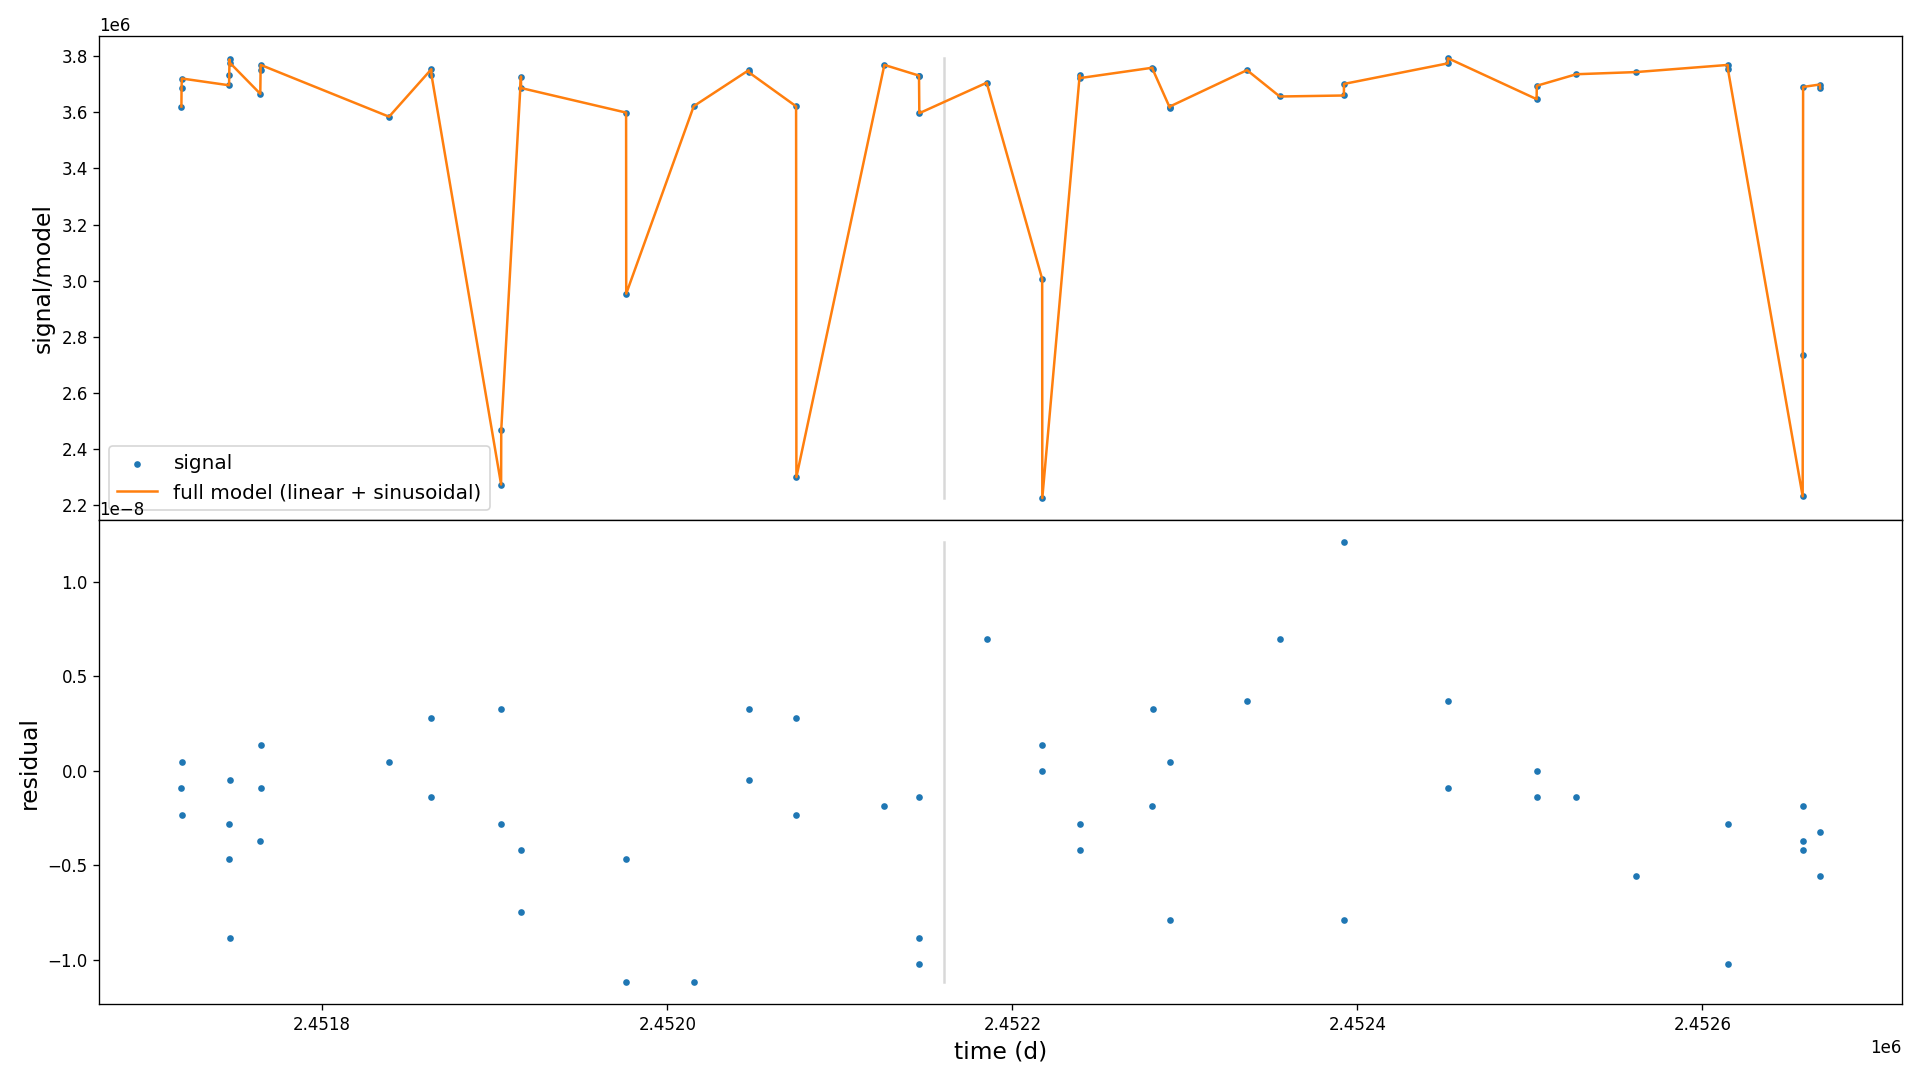 1e6
3.8
3.6
3.4
3.2
3.0
2.8
2.6
2.4
2.2
signal/model
signal
full model (linear + sinusoidal)
1e−8
1.0
0.5
0.0
−0.5
−1.0
residual
2.4518
2.4520
2.4522
2.4524
2.4526
1e6
time (d)